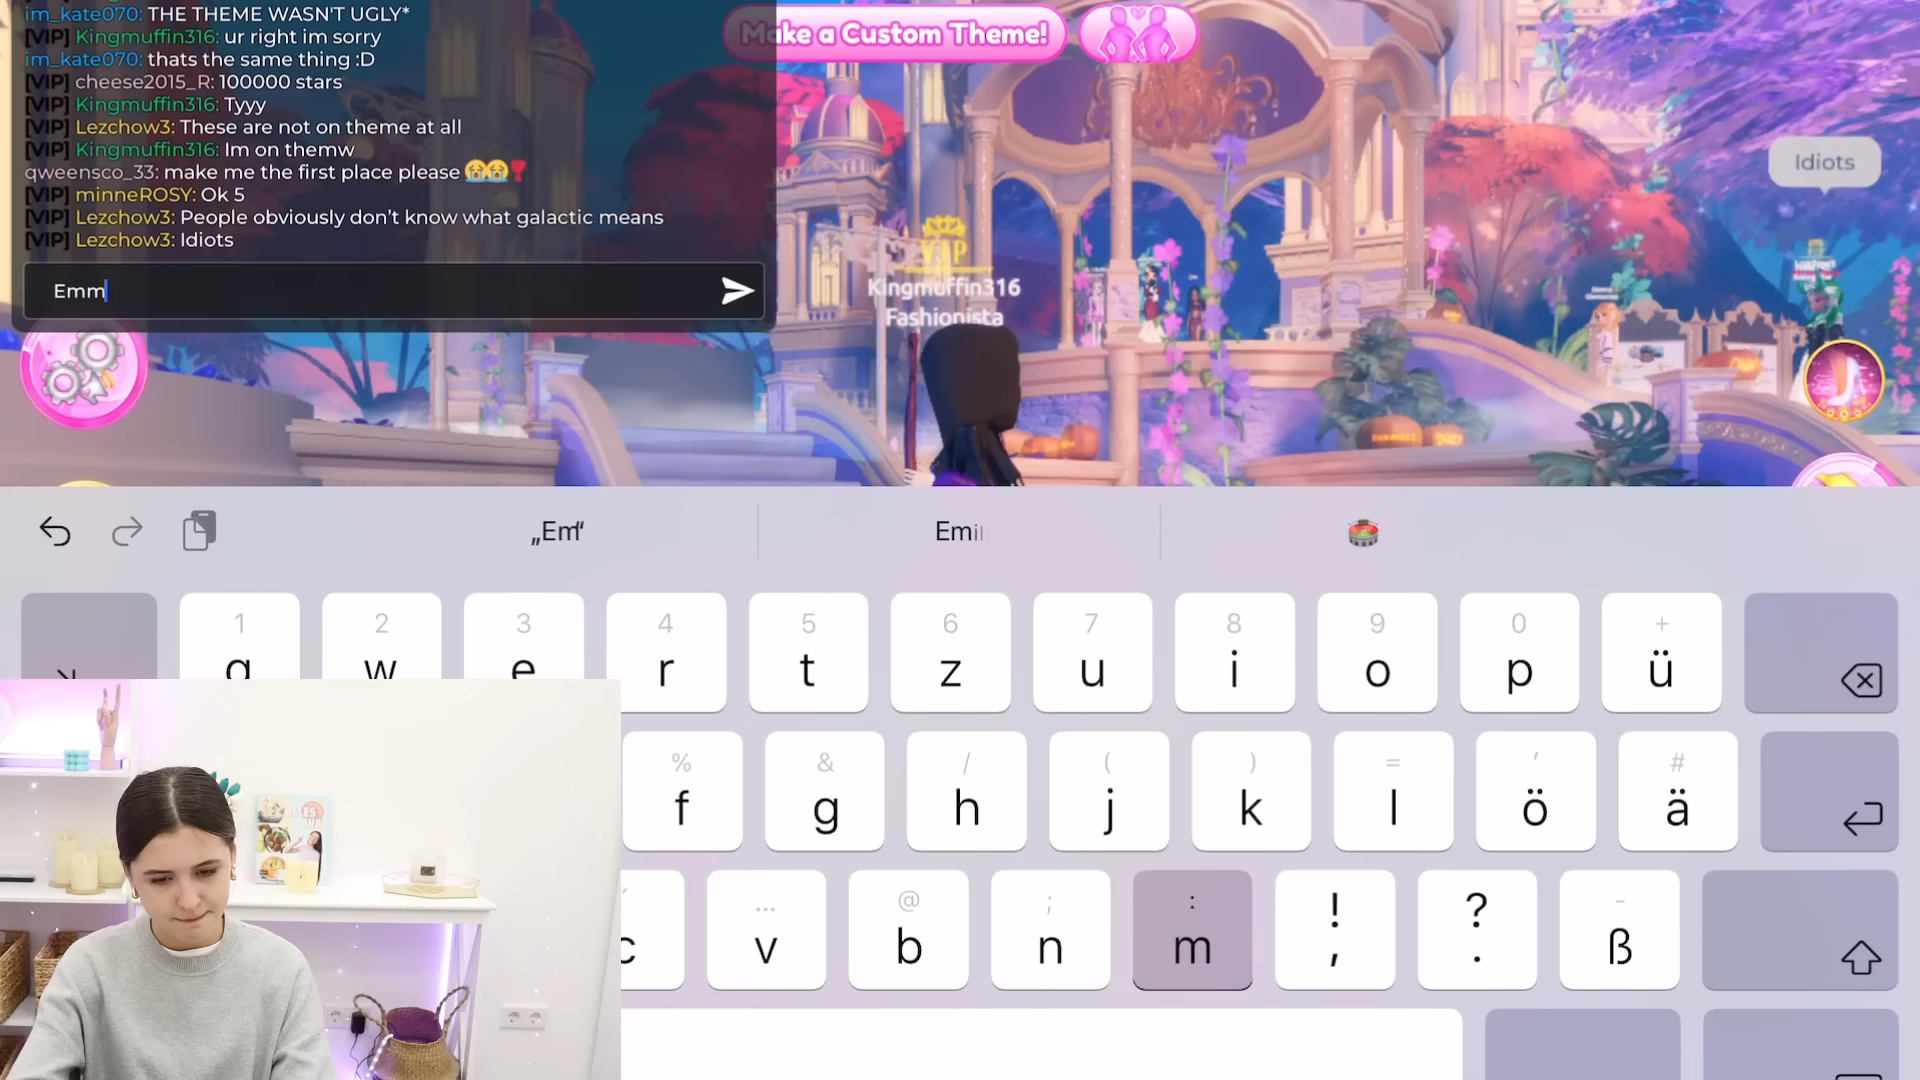 im_kate070: THE THEME WASN'T UGLY*
[VIP] Kingmuffin316: ur right im sorry
im_kate070: thats the same thing :D
[VIP] cheese2015_R: 100000 stars
[VIP] Kingmuffin316: Tyyy
[VIP] Lezchow3: These are not on theme at all
[VIP] Kingmuffin316: Im on themw
qweensco_33: make me the first place please 😭😭❣️
[VIP] minneROSY: Ok 5
[VIP] Lezchow3: People obviously don't know what galactic means
[VIP] Lezchow3: Idiots
Emm
Make a Custom Theme!
Idiots
VIP
Kingmuffin316
Fashionista
„Em“
Emil
1 2 3 4 5 6 7 8 9 0 +
q w e r t z u i o p ü
% & / ( ) = ' #
f g h j k l ö ä
... @ ; : ! ? -
c v b n m , . ß